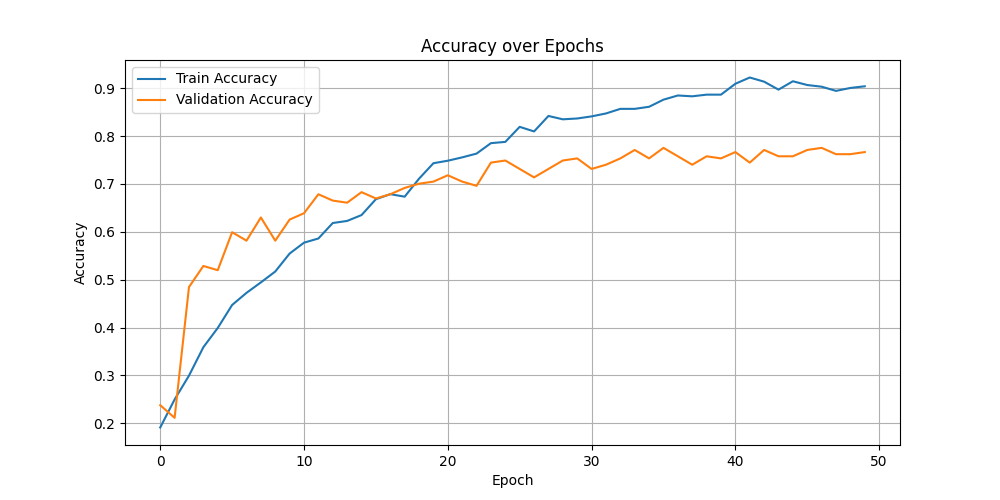 Accuracy over Epochs
Train Accuracy
Validation Accuracy
Accuracy
0.9
0.8
0.7
0.6
0.5
0.4
0.3
0.2
0 10 20 30 40 50
Epoch